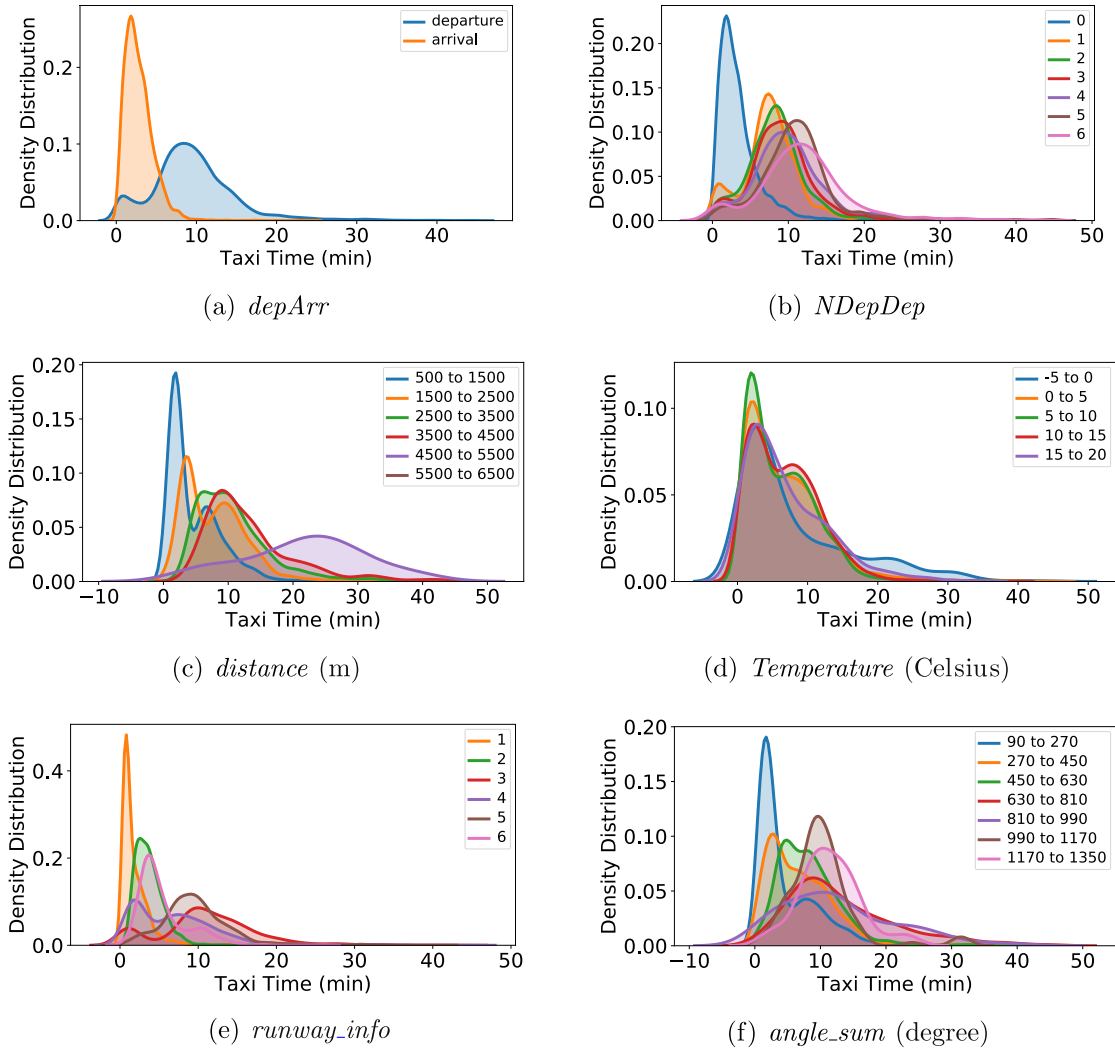 Density Distribution
0.2
0.1
0.0
departure
arrival
0 10 20 30 40
Taxi Time (min)
(a) depArr
Density Distribution
0.20
0.15
0.10
0.05
0.00
0
1
2
3
4
5
6
0 10 20 30 40 50
Taxi Time (min)
(b) NDepDep
Density Distribution
0.20
0.15
0.10
0.05
0.00
500 to 1500
1500 to 2500
2500 to 3500
3500 to 4500
4500 to 5500
5500 to 6500
−10 0 10 20 30 40 50
Taxi Time (min)
(c) distance (m)
Density Distribution
0.10
0.05
0.00
-5 to 0
0 to 5
5 to 10
10 to 15
15 to 20
0 10 20 30 40 50
Taxi Time (min)
(d) Temperature (Celsius)
Density Distribution
0.4
0.2
0.0
1
2
3
4
5
6
0 10 20 30 40 50
Taxi Time (min)
(e) runway_info
Density Distribution
0.20
0.15
0.10
0.05
0.00
90 to 270
270 to 450
450 to 630
630 to 810
810 to 990
990 to 1170
1170 to 1350
−10 0 10 20 30 40 50
Taxi Time (min)
(f) angle_sum (degree)